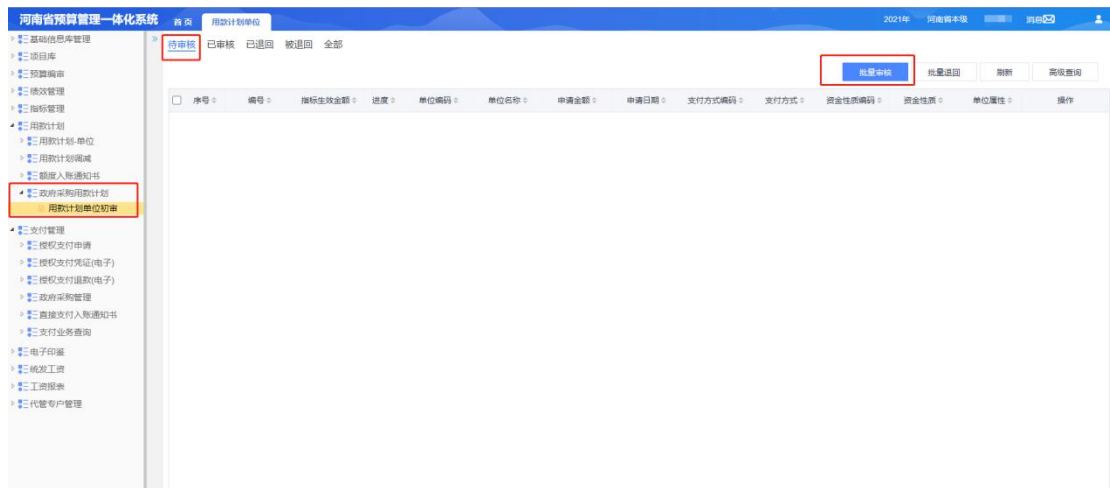 河南省预算管理一体化系统 首页 用款计划单位 2021年 河南省本级 消息
基础信息库管理
项目库
预算编审
绩效管理
指标管理
用款计划
用款计划-单位
用款计划调减
额度入账通知书
政府采购用款计划
用款计划单位初审
支付管理
授权支付申请
授权支付凭证(电子)
授权支付退款(电子)
政府采购管理
直接支付入账通知书
支付业务查询
电子印鉴
统发工资
工资报表
代管专户管理
待审核 已审核 已退回 被退回 全部
批量审核 批量退回 刷新 高级查询
序号 编号 指标生效金额 进度 单位编码 单位名称 申请金额 申请日期 支付方式编码 支付方式 资金性质编码 资金性质 单位属性 操作